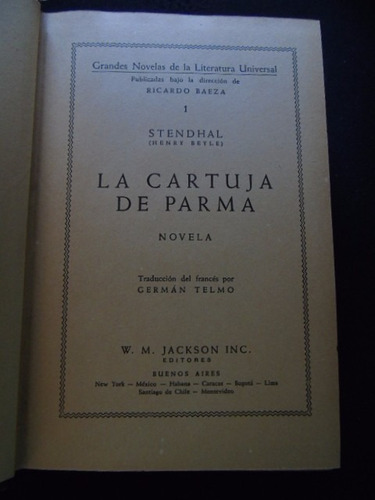 Grandes Novelas de la Literatura Universal
Publicadas bajo la dirección de
RICARDO BAEZA
1
STENDHAL
(HENRY BEYLE)
LA CARTUJA
DE PARMA
NOVELA
Traducción del francés por
GERMÁN TELMO
W. M. JACKSON INC.
EDITORES
BUENOS AIRES
New York — México — Habana — Caracas — Bogotá — Lima
Santiago de Chile — Montevideo.